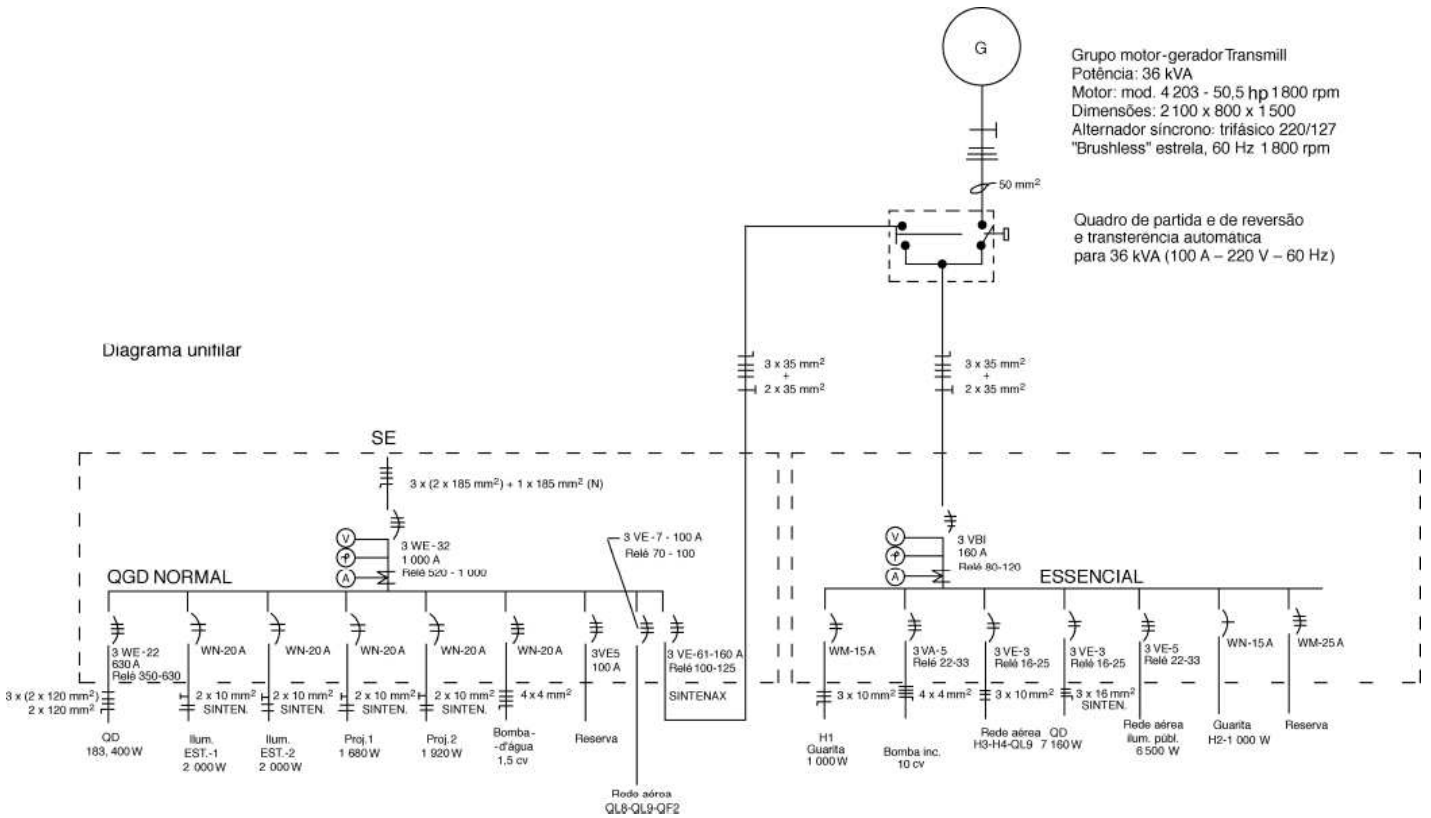 G
Grupo motor-gerador Transmill
Potência: 36 kVA
Motor: mod. 4 203 - 50,5 hp 1 800 rpm
Dimensões: 2 100 x 800 x 1 500
Alternador síncrono: trifásico 220/127
"Brushless" estrela, 60 Hz 1 800 rpm
50 mm²
Quadro de partida e de reversão
e transferência automática
para 36 kVA (100 A – 220 V – 60 Hz)
Diagrama unifilar
3 x 35 mm²
+
2 x 35 mm²
3 x 35 mm²
+
2 x 35 mm²
SE
3 x (2 x 185 mm²) + 1 x 185 mm² (N)
V
A
3 WE-32
1 000 A
Relé 520 - 1 000
3 VE-7 - 100 A
Relé 70 - 100
QGD NORMAL
3 WE-22
630 A
Relé 350-630
WN-20 A
WN-20 A
WN-20 A
WN-20 A
WN-20 A
3VE5
100 A
3 VE-61-160 A
Relé 100-125
SINTENAX
3 x (2 x 120 mm²)
2 x 120 mm²
2 x 10 mm²
SINTEN.
2 x 10 mm²
SINTEN.
2 x 10 mm²
SINTEN.
2 x 10 mm²
SINTEN.
4 x 4 mm²
QD
183, 400 W
Ilum.
EST.-1
2 000 W
Ilum.
EST.-2
2 000 W
Proj.1
1 680 W
Proj.2
1 920 W
Bomba-
-d'água
1,5 cv
Reserva
Rede aérea
QL8-QL9-QF2
V
A
3 VBI
160 A
Relé 80-120
ESSENCIAL
WM-15 A
3 VA-5
Relé 22-33
3 VE-3
Relé 16-25
3 VE-3
Relé 16-25
3 VE-5
Relé 22-33
WN-15 A
WM-25 A
3 x 10 mm²
4 x 4 mm²
3 x 10 mm²
3 x 16 mm²
SINTEN.
H1
Guarita
1 000 W
Bomba inc.
10 cv
Rede aérea
H3-H4-QL9
QD
7 160 W
Rede aérea
ilum. públ.
6 500 W
Guarita
H2-1 000 W
Reserva